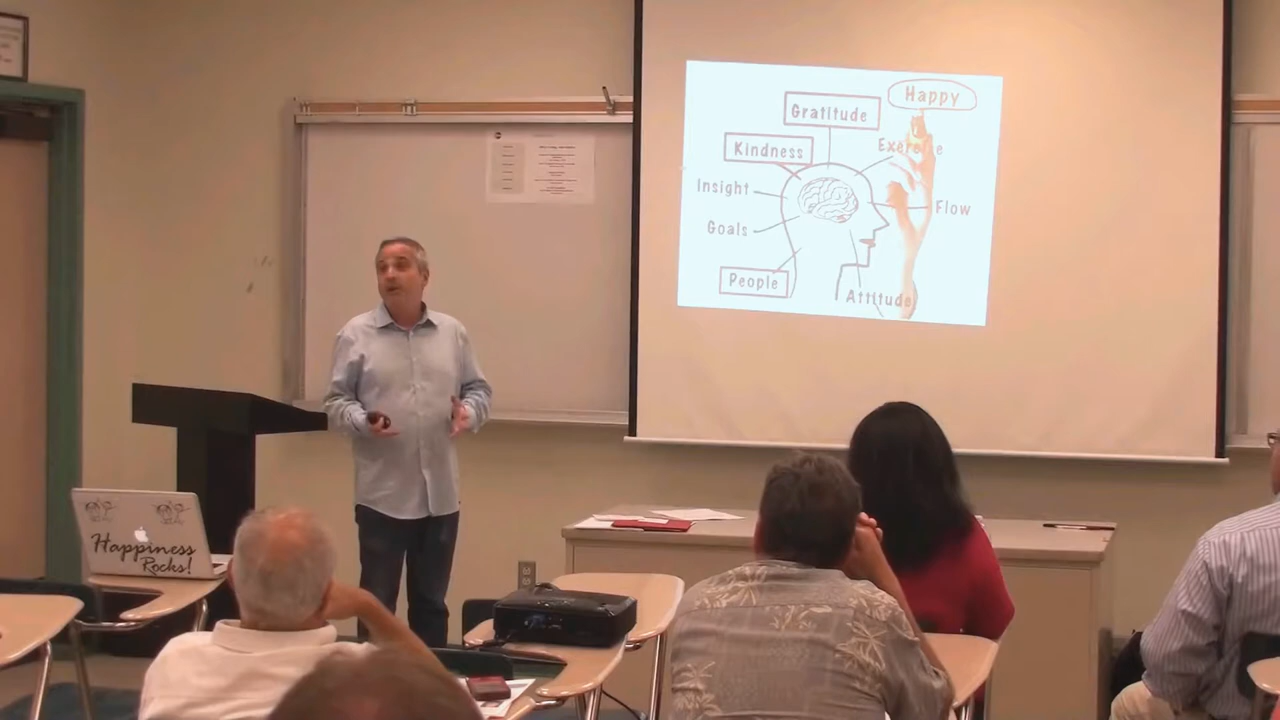 Happy
Gratitude
Kindness
Exercise
Insight
Flow
Goals
People
Attitude
Happiness
Rocks!